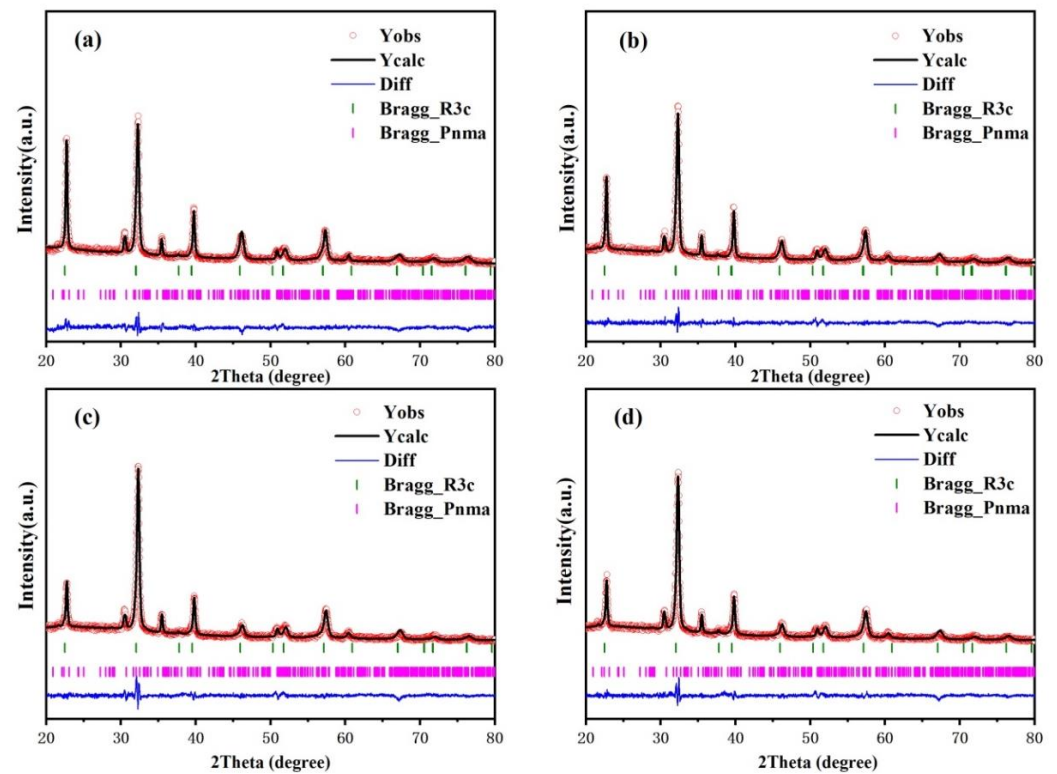 (a)
Yobs
Ycalc
Diff
Bragg_R3c
Bragg_Pnma
Intensity(a.u.)
20 30 40 50 60 70 80
2Theta (degree)
(b)
Yobs
Ycalc
Diff
Bragg_R3c
Bragg_Pnma
Intensity(a.u.)
20 30 40 50 60 70 80
2Theta (degree)
(c)
Yobs
Ycalc
Diff
Bragg_R3c
Bragg_Pnma
Intensity(a.u.)
20 30 40 50 60 70 80
2Theta (degree)
(d)
Yobs
Ycalc
Diff
Bragg_R3c
Bragg_Pnma
Intensity(a.u.)
20 30 40 50 60 70 80
2Theta (degree)